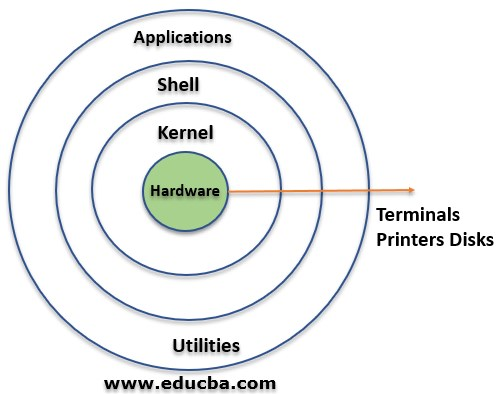 Applications
Shell
Kernel
Hardware
Terminals
Printers Disks
Utilities
www.educba.com